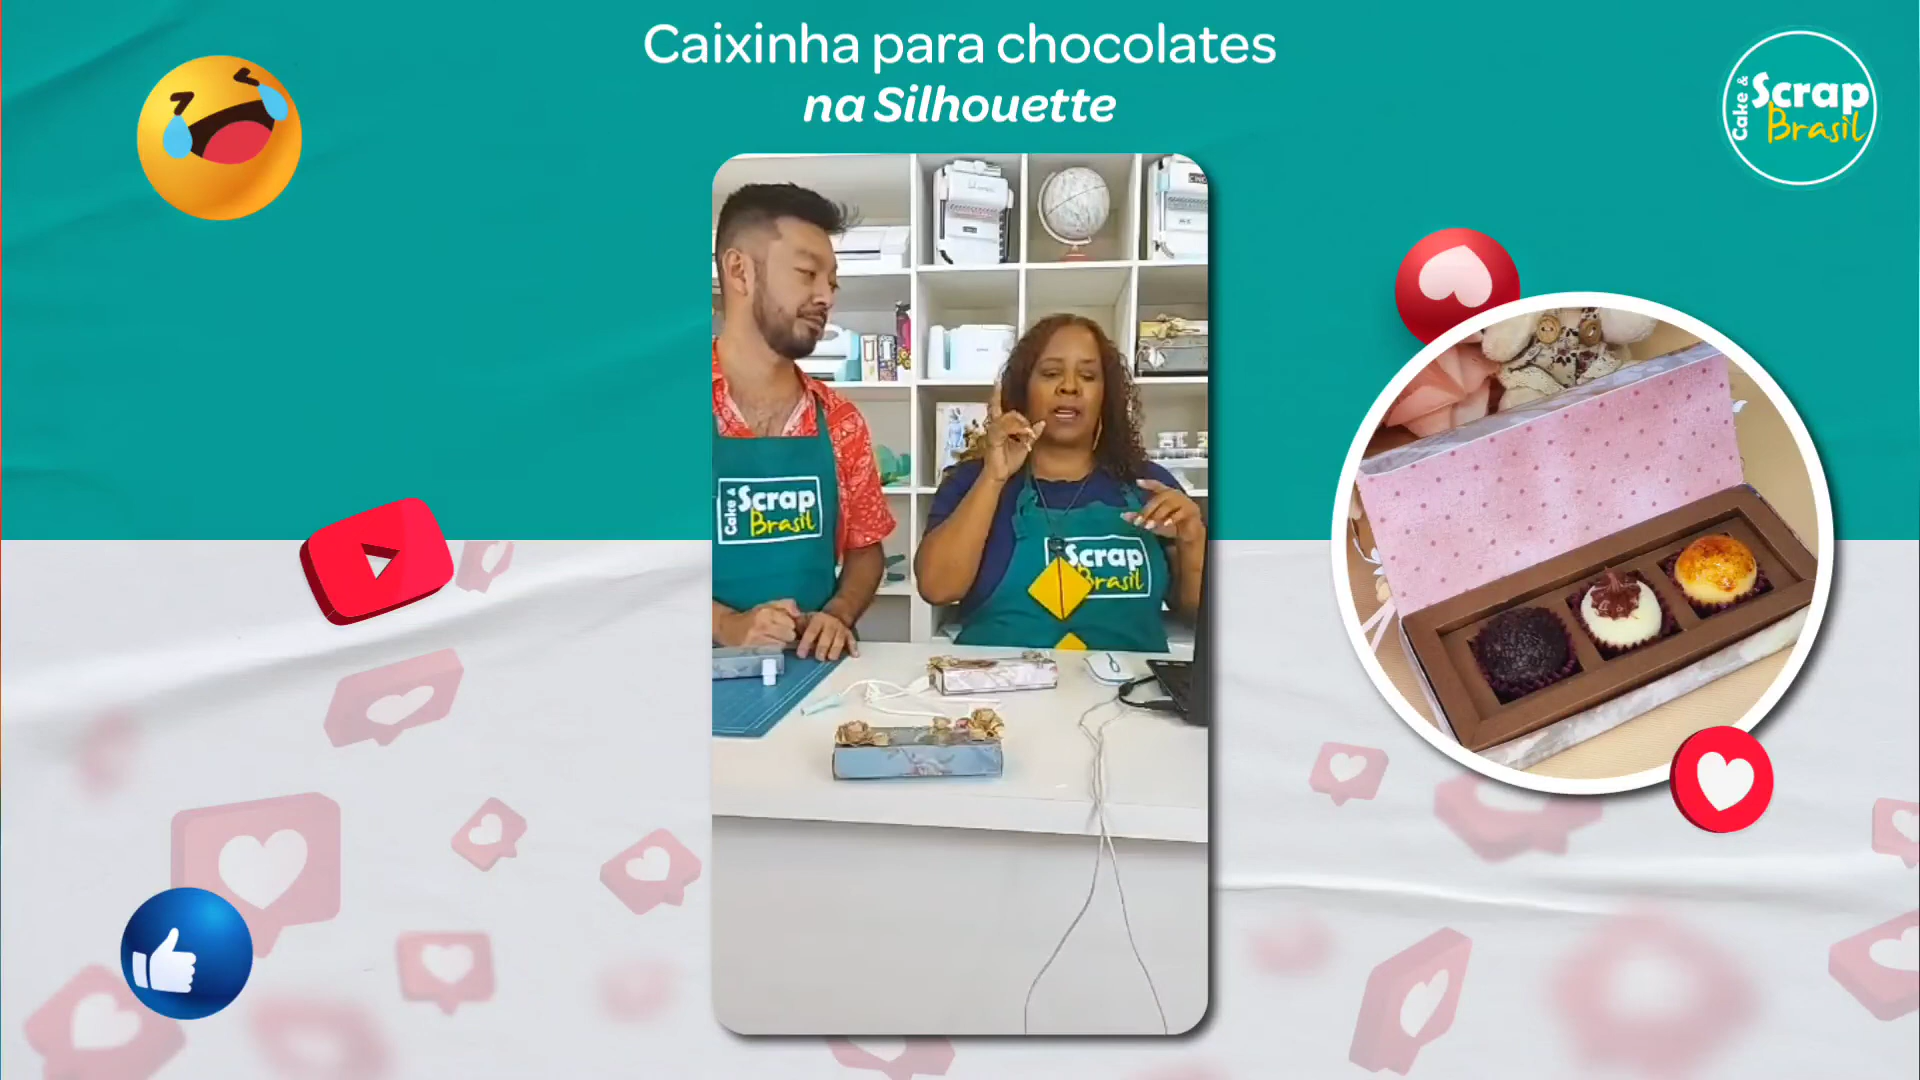 Caixinha para chocolates
na Silhouette
Cake &
Scrap
Brasil
Cake &
Scrap
Brasil
Scrap
Brasil